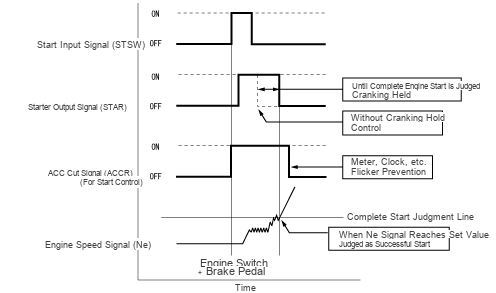 ON
Start Input Signal (STSW)
OFF
ON
Until Complete Engine Start is Judged
Cranking Held
Starter Output Signal (STAR)
OFF
Without Cranking Hold
Control
ON
Meter, Clock, etc.
Flicker Prevention
ACC Cut Signal (ACCR)
(For Start Control)
OFF
Complete Start Judgment Line
When Ne Signal Reaches Set Value
Judged as Successful Start
Engine Speed Signal (Ne)
Engine Switch
+ Brake Pedal
Time